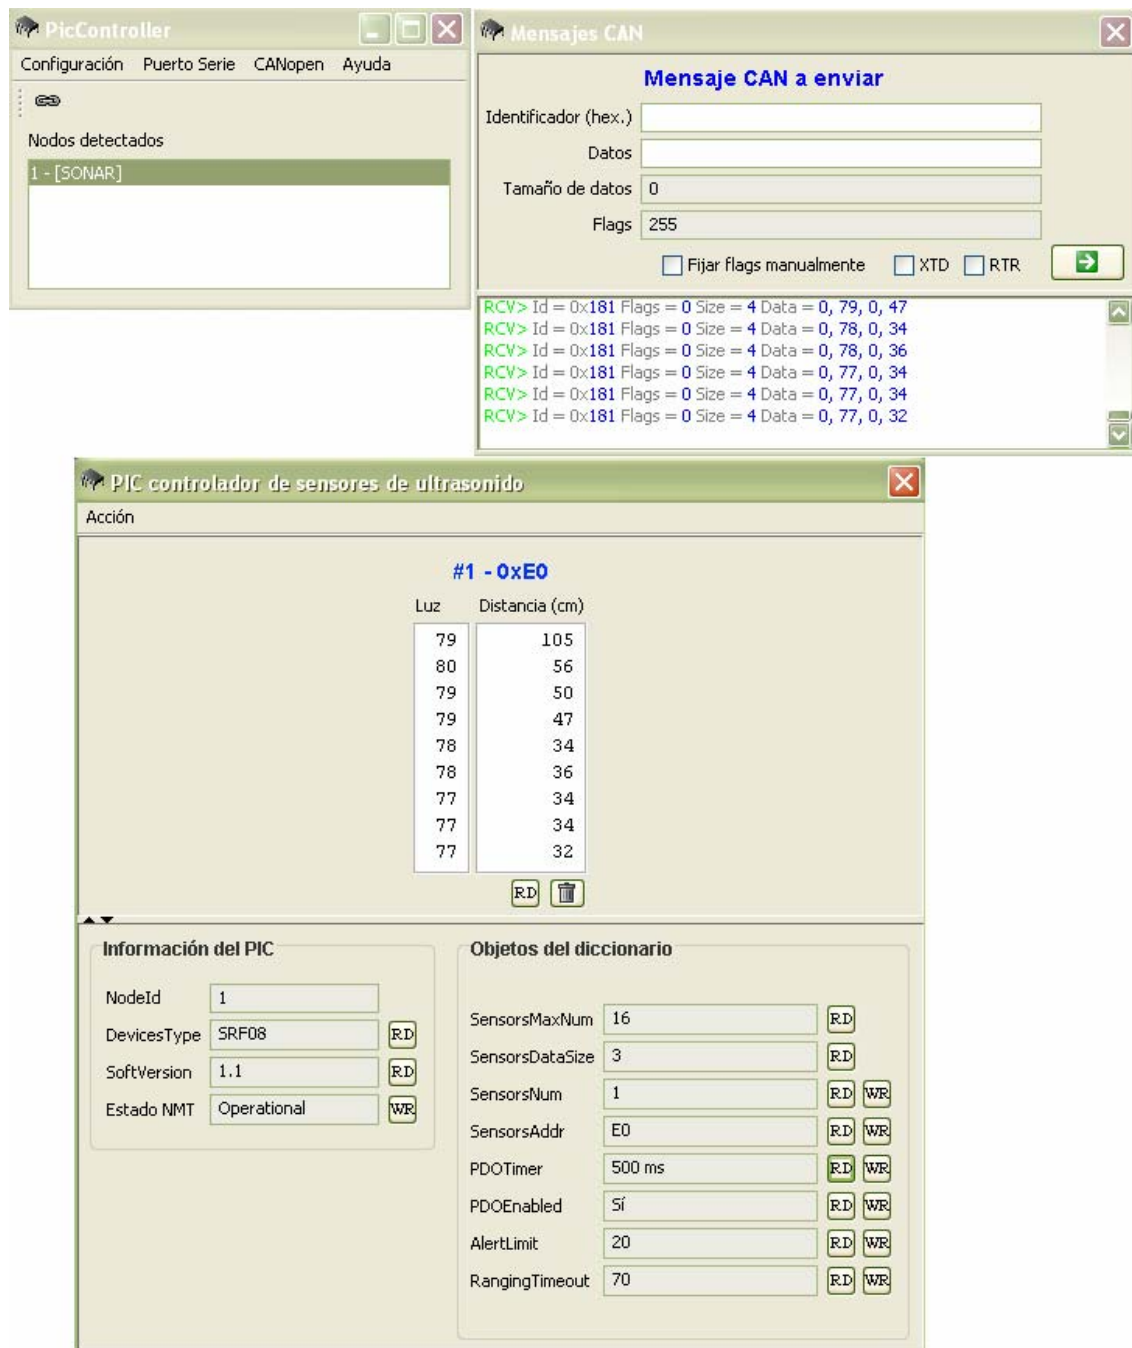 PicController
Configuración Puerto Serie CANopen Ayuda
Nodos detectados
1 - [SONAR]
Mensajes CAN
Mensaje CAN a enviar
Identificador (hex.)
Datos
Tamaño de datos 0
Flags 255
Fijar flags manualmente XTD RTR
RCV> Id = 0x181 Flags = 0 Size = 4 Data = 0, 79, 0, 47
RCV> Id = 0x181 Flags = 0 Size = 4 Data = 0, 78, 0, 34
RCV> Id = 0x181 Flags = 0 Size = 4 Data = 0, 78, 0, 36
RCV> Id = 0x181 Flags = 0 Size = 4 Data = 0, 77, 0, 34
RCV> Id = 0x181 Flags = 0 Size = 4 Data = 0, 77, 0, 34
RCV> Id = 0x181 Flags = 0 Size = 4 Data = 0, 77, 0, 32
PIC controlador de sensores de ultrasonido
Acción
#1 - 0xE0
Luz Distancia (cm)
79 105
80 56
79 50
79 47
78 34
78 36
77 34
77 34
77 32
RD
Información del PIC
NodeId 1
DevicesType SRF08 RD
SoftVersion 1.1 RD
Estado NMT Operational WR
Objetos del diccionario
SensorsMaxNum 16 RD
SensorsDataSize 3 RD
SensorsNum 1 RD WR
SensorsAddr E0 RD WR
PDOTimer 500 ms RD WR
PDOEnabled Sí RD WR
AlertLimit 20 RD WR
RangingTimeout 70 RD WR